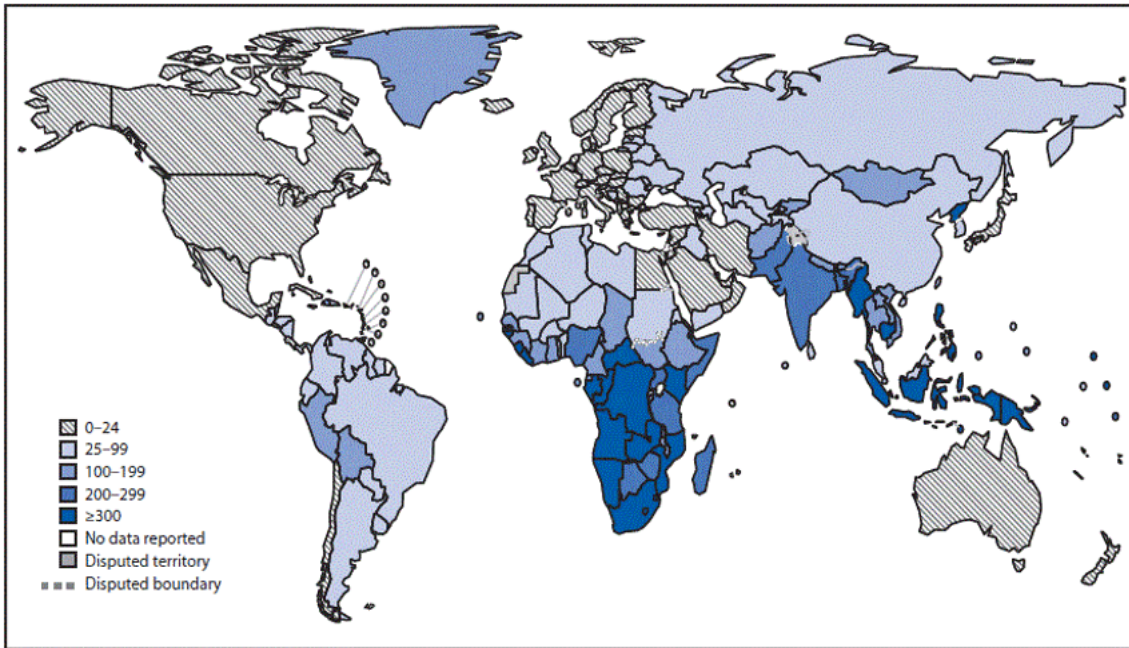 0–24
25–99
100–199
200–299
≥300
No data reported
Disputed territory
Disputed boundary